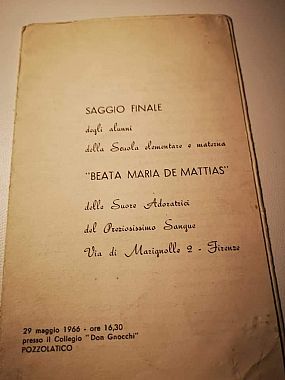 SAGGIO FINALE
degli alunni
della Scuola elementare e materna
"BEATA MARIA DE MATTIAS"
delle Suore Adoratrici
del Preziosissimo Sangue
Via di Marignolle 2 - Firenze
29 maggio 1966 - ore 16,30
presso il Collegio "Don Gnocchi"
POZZOLATICO